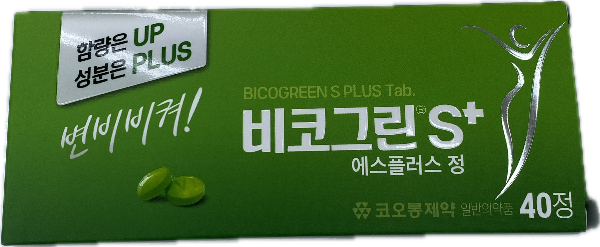 함량은 UP
성분은 PLUS
변비비켜!
BICOGREEN S PLUS Tab.
비코그린® S+
에스플러스 정
코오롱제약 일반의약품 40정